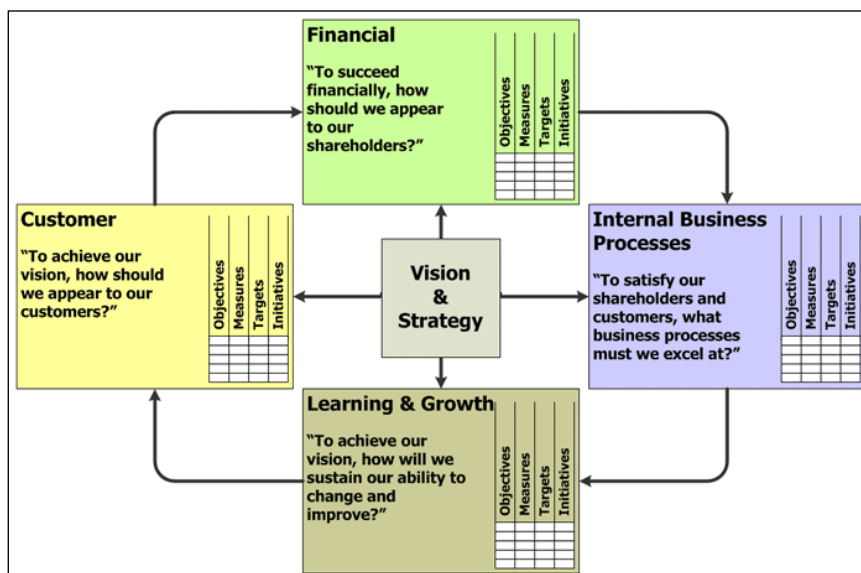 Financial
“To succeed
financially, how
should we appear
to our
shareholders?”
Objectives
Measures
Targets
Initiatives
Customer
“To achieve our
vision, how should
we appear to our
customers?”
Objectives
Measures
Targets
Initiatives
Vision
&
Strategy
Internal Business
Processes
“To satisfy our
shareholders and
customers, what
business processes
must we excel at?”
Objectives
Measures
Targets
Initiatives
Learning & Growth
“To achieve our
vision, how will we
sustain our ability to
change and
improve?”
Objectives
Measures
Targets
Initiatives